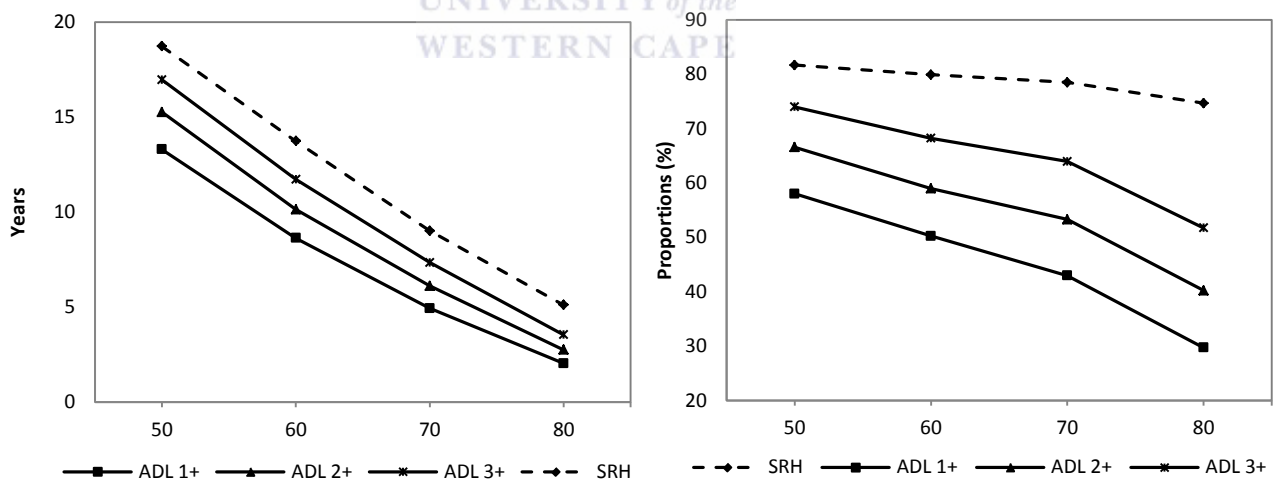 UNIVERSITY of the
WESTERN CAPE
Years
20
15
10
5
0
50 60 70 80
ADL 1+ ADL 2+ ADL 3+ SRH
Proportions (%)
90
80
70
60
50
40
30
20
50 60 70 80
SRH ADL 1+ ADL 2+ ADL 3+